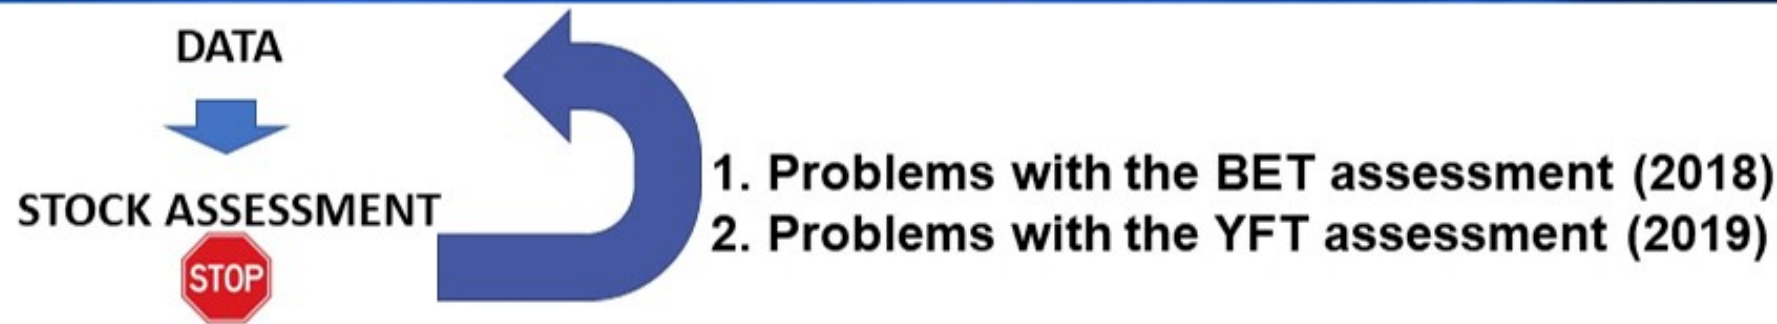 DATA
STOCK ASSESSMENT
STOP
1. Problems with the BET assessment (2018)
2. Problems with the YFT assessment (2019)